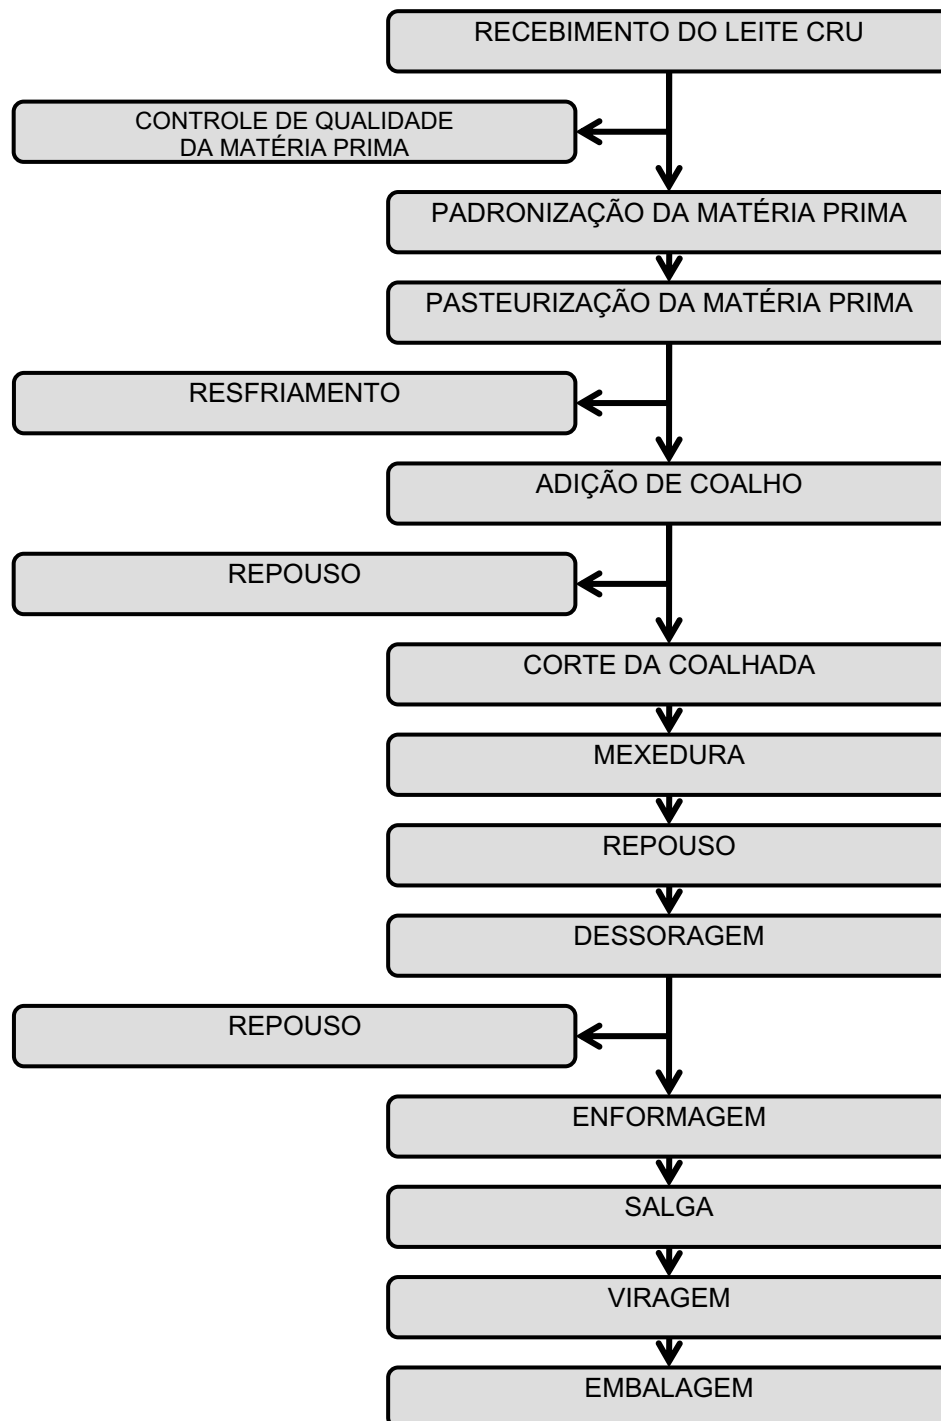 RECEBIMENTO DO LEITE CRU
CONTROLE DE QUALIDADE
DA MATÉRIA PRIMA
PADRONIZAÇÃO DA MATÉRIA PRIMA
PASTEURIZAÇÃO DA MATÉRIA PRIMA
RESFRIAMENTO
ADIÇÃO DE COALHO
REPOUSO
CORTE DA COALHADA
MEXEDURA
REPOUSO
DESSORAGEM
REPOUSO
ENFORMAGEM
SALGA
VIRAGEM
EMBALAGEM